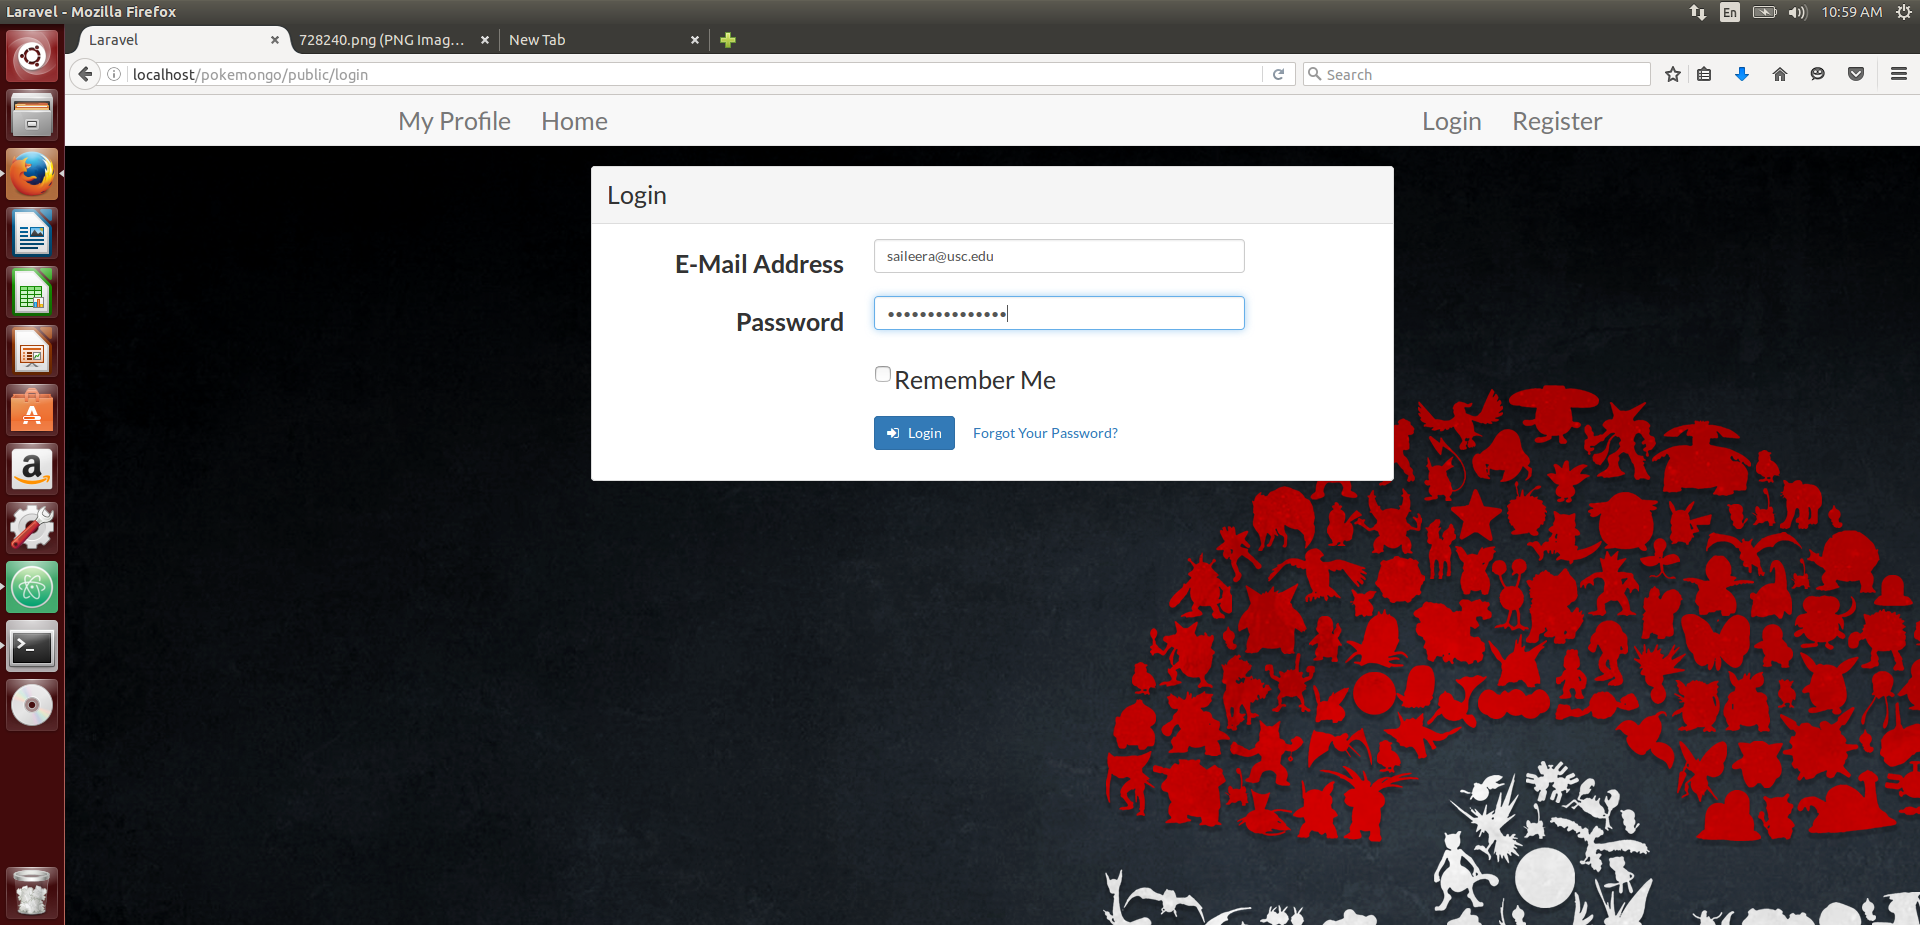 Laravel - Mozilla Firefox
En
10:59 AM
Laravel
728240.png (PNG Imag...
New Tab
localhost/pokemongo/public/login
Search
My Profile
Home
Login
Register
Login
E-Mail Address
saileera@usc.edu
Password
•••••••••••••••
Remember Me
Login
Forgot Your Password?